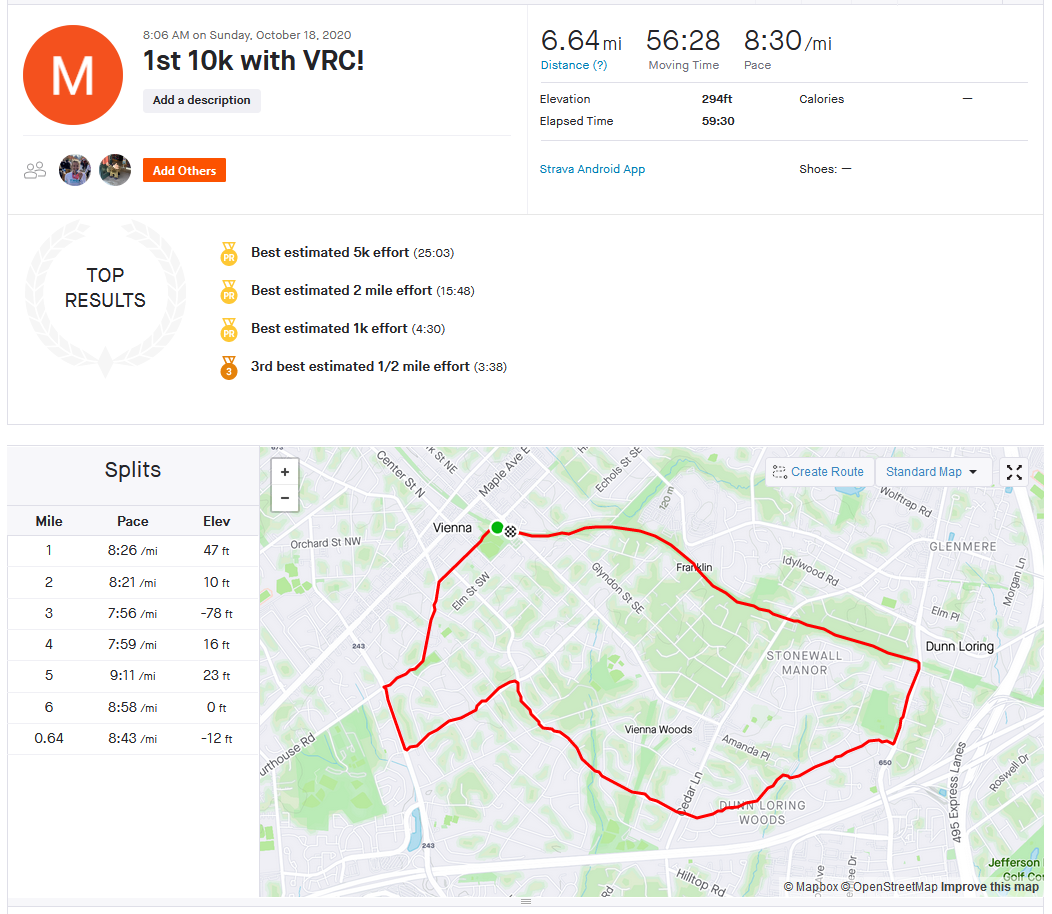 M
8:06 AM on Sunday, October 18, 2020
1st 10k with VRC!
Add a description
Add Others
6.64 mi 56:28 8:30 /mi
Distance (?) Moving Time Pace
Elevation 294ft Calories —
Elapsed Time 59:30
Strava Android App Shoes: —
TOP
RESULTS
PR Best estimated 5k effort (25:03)
PR Best estimated 2 mile effort (15:48)
PR Best estimated 1k effort (4:30)
3 3rd best estimated 1/2 mile effort (3:38)
Splits
Mile Pace Elev
1 8:26 /mi 47 ft
2 8:21 /mi 10 ft
3 7:56 /mi -78 ft
4 7:59 /mi 16 ft
5 9:11 /mi 23 ft
6 8:58 /mi 0 ft
0.64 8:43 /mi -12 ft
+
−
Create Route
Standard Map
Center St N
k St NE
Maple Ave E
Echols St SE
120 m
Wolftrap Rd
Vienna
Orchard St NW
GLENMERE
Franklin
Idylwood Rd
Morgan Ln
Elm St SW
Glyndon St SE
Elm Pl
243
Dunn Loring
STONEWALL
MANOR
Vienna Woods
Amanda Pl
urthouse Rd
650
Cedar Ln
495 Express Lanes
Roswell Dr
DUNN LORING
WOODS
243
Hilltop Rd
Rd
Jefferson
Golf Co
© Mapbox © OpenStreetMap Improve this map